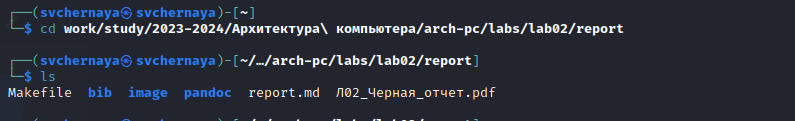 ┌──(svchernaya㉿ svchernaya)-[~]
└─$ cd work/study/2023-2024/Архитектура\ компьютера/arch-pc/labs/lab02/report
┌──(svchernaya㉿ svchernaya)-[~/…/arch-pc/labs/lab02/report]
└─$ ls
Makefile  bib  image  pandoc  report.md  Л02_Черная_отчет.pdf